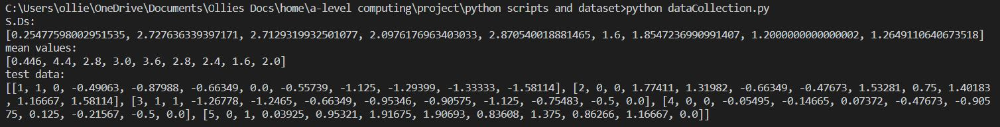 C:\Users\ollie\OneDrive\Documents\Ollies Docs\home\a-level computing\project\python scripts and dataset>python dataCollection.py
S.Ds:
[0.25477598002951535, 2.727636339397171, 2.7129319932501077, 2.0976176963403033, 2.870540018881465, 1.6, 1.8547236990991407, 1.2000000000000002, 1.2649110640673518]
mean values:
[0.446, 4.4, 2.8, 3.0, 3.6, 2.8, 2.4, 1.6, 2.0]
test data:
[[1, 1, 0, -0.49063, -0.87988, -0.66349, 0.0, -0.55739, -1.125, -1.29399, -1.33333, -1.58114], [2, 0, 0, 1.77411, 1.31982, -0.66349, -0.47673, 1.53281, 0.75, 1.40183
, 1.16667, 1.58114], [3, 1, 1, -1.26778, -1.2465, -0.66349, -0.95346, -0.90575, -1.125, -0.75483, -0.5, 0.0], [4, 0, 0, -0.05495, -0.14665, 0.07372, -0.47673, -0.905
75, 0.125, -0.21567, -0.5, 0.0], [5, 0, 1, 0.03925, 0.95321, 1.91675, 1.90693, 0.83608, 1.375, 0.86266, 1.16667, 0.0]]